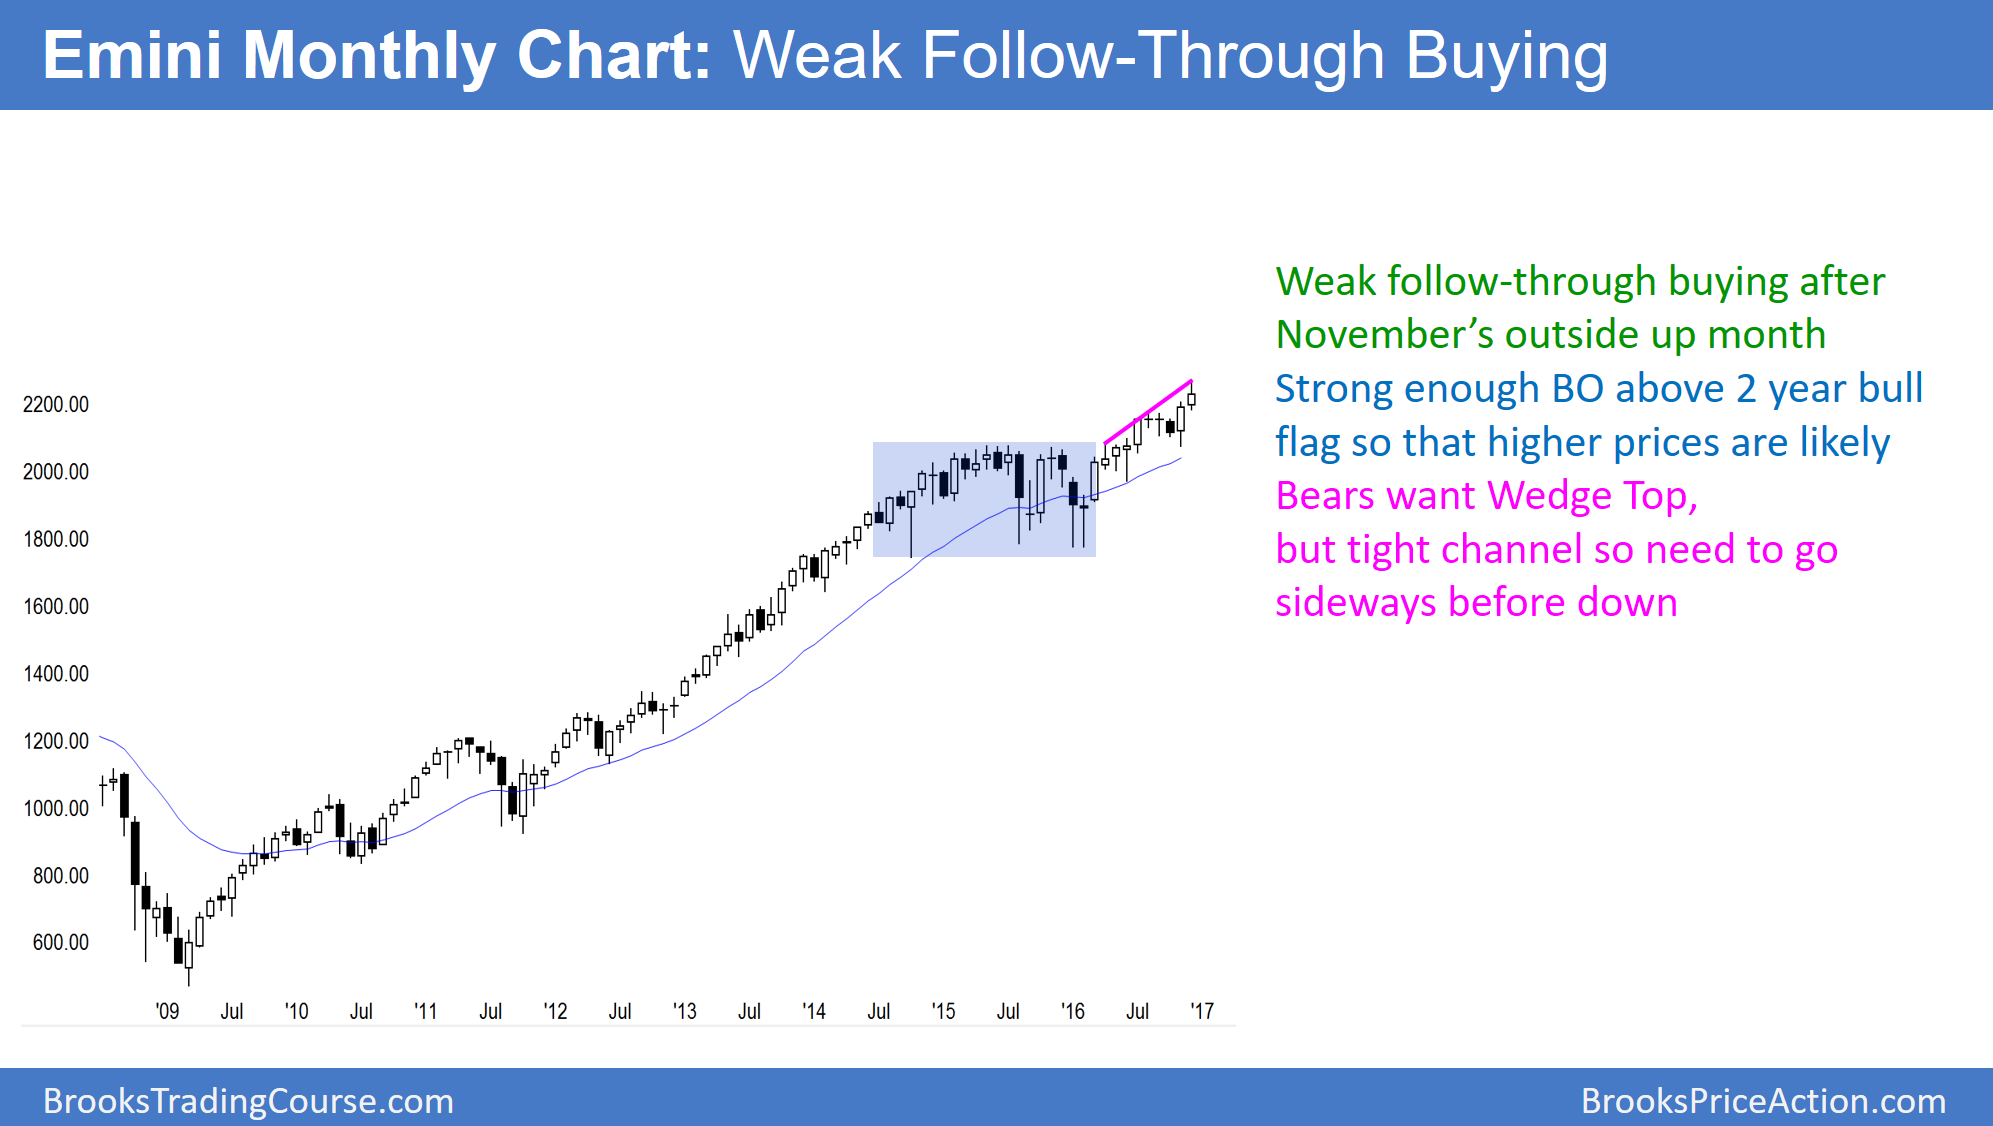 Emini Monthly Chart: Weak Follow-Through Buying
Weak follow-through buying after
November’s outside up month
Strong enough BO above 2 year bull
flag so that higher prices are likely
Bears want Wedge Top,
but tight channel so need to go
sideways before down
2200.00
2000.00
1800.00
1600.00
1400.00
1200.00
1000.00
800.00
600.00
'09 Jul '10 Jul '11 Jul '12 Jul '13 Jul '14 Jul '15 Jul '16 Jul '17
BrooksTradingCourse.com
BrooksPriceAction.com